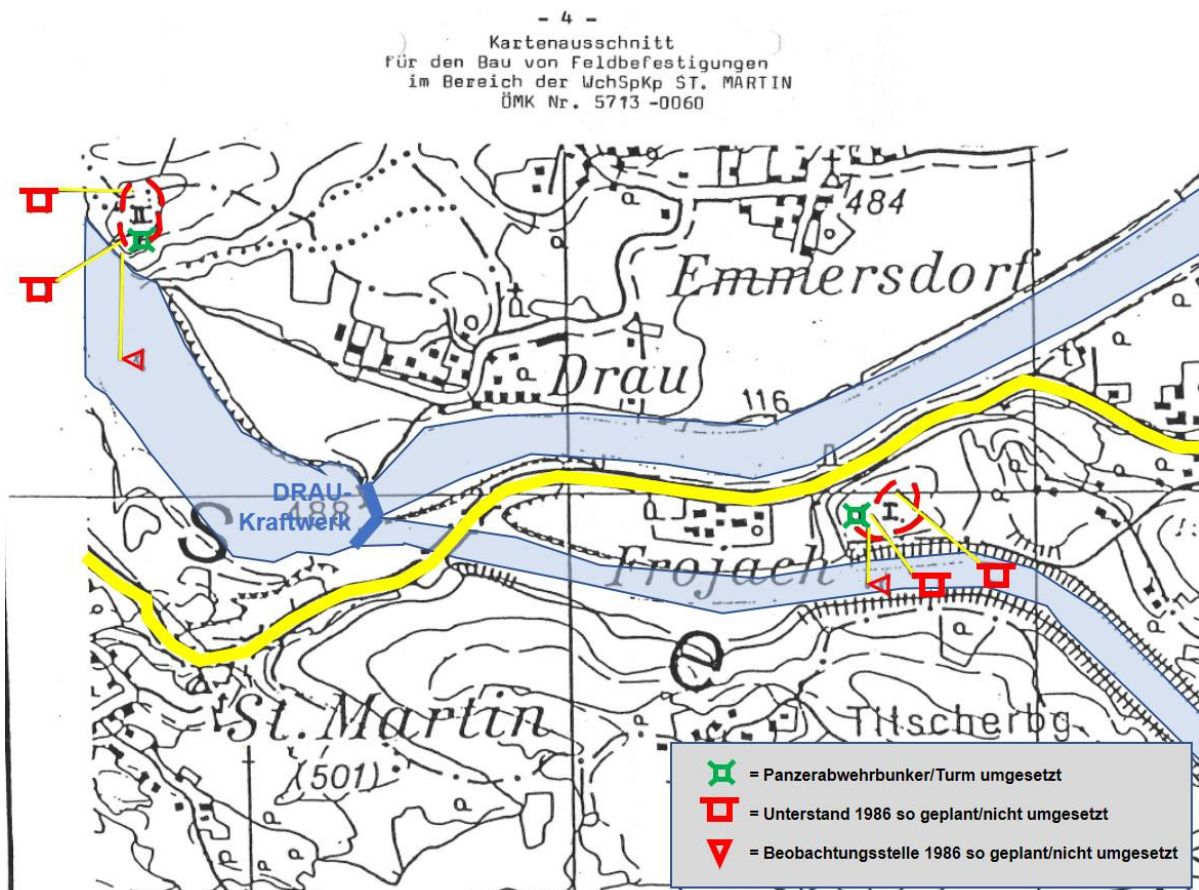 - 4 -
Kartenausschnitt
für den Bau von Feldbefestigungen
im Bereich der WchSpKp ST. MARTIN
ÖMK Nr. 5713 -0060
II
484
Emmersdorf
Drau
116
DRAU-
Kraftwerk
488
S
I
Frojach
e
St. Martin
(501)
Titscherbg
= Panzerabwehrbunker/Turm umgesetzt
= Unterstand 1986 so geplant/nicht umgesetzt
= Beobachtungsstelle 1986 so geplant/nicht umgesetzt